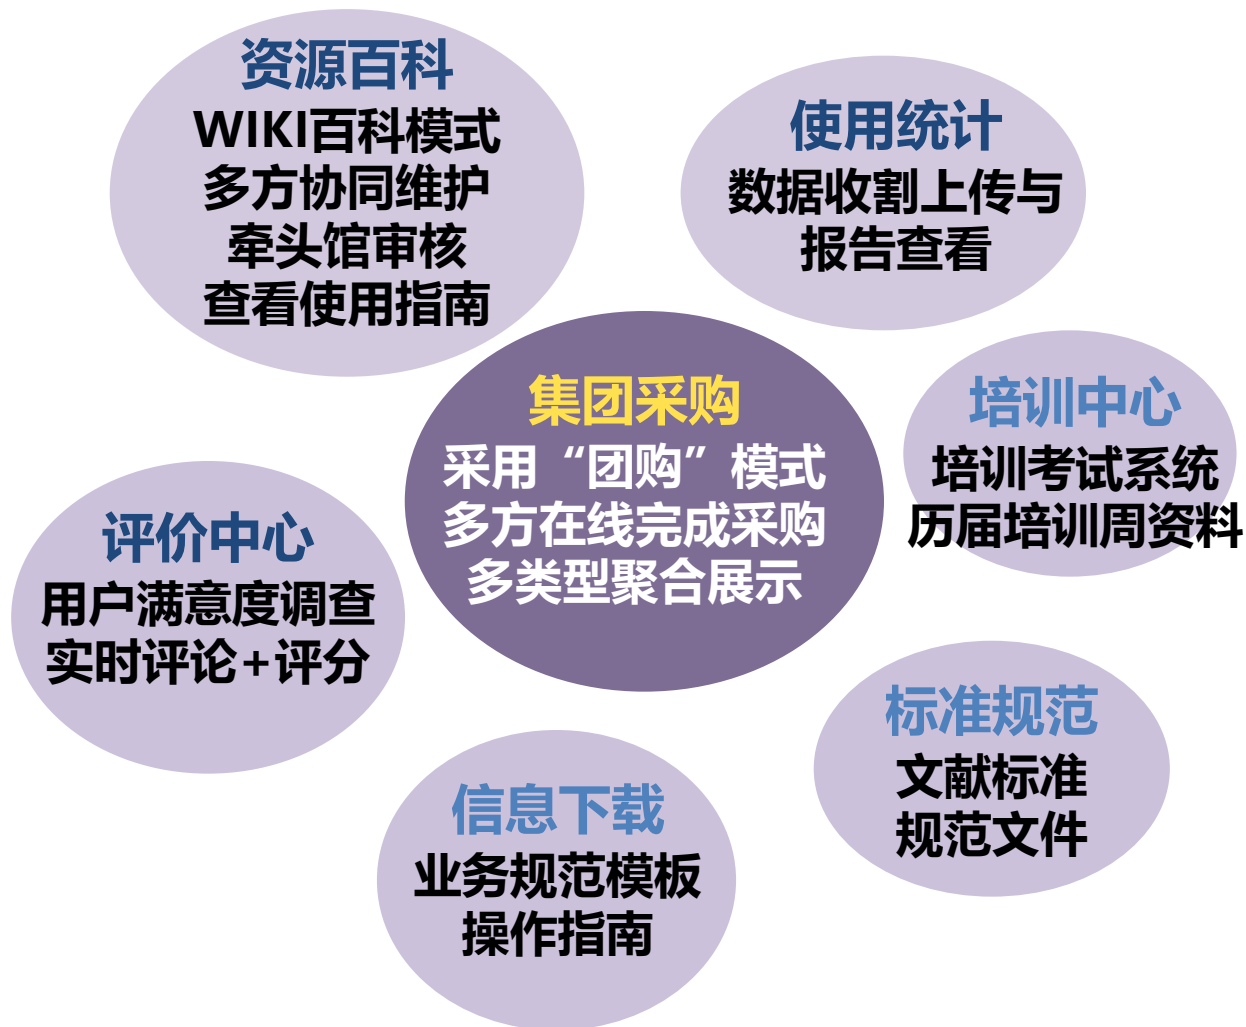 资源百科
WIKI百科模式
多方协同维护
牵头馆审核
查看使用指南
使用统计
数据收割上传与
报告查看
集团采购
采用“团购”模式
多方在线完成采购
多类型聚合展示
培训中心
培训考试系统
历届培训周资料
评价中心
用户满意度调查
实时评论+评分
标准规范
文献标准
规范文件
信息下载
业务规范模板
操作指南